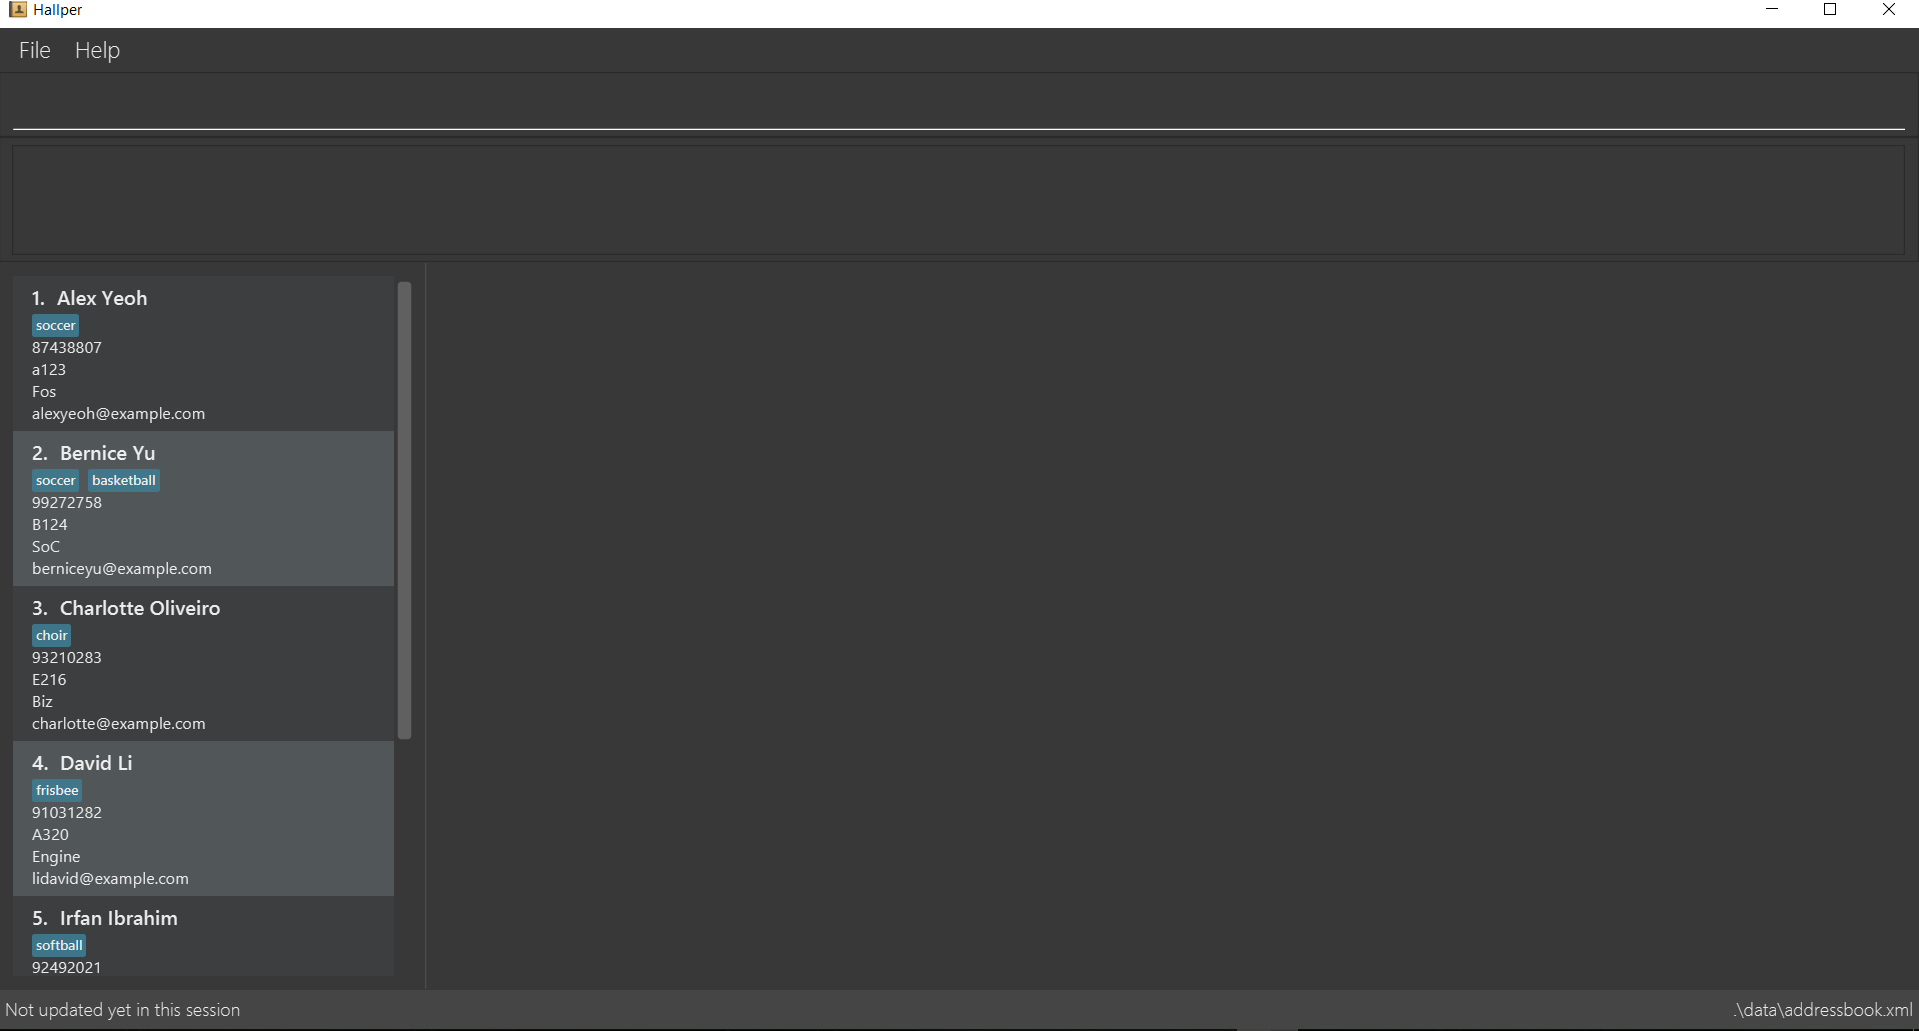 Hallper
File Help
1. Alex Yeoh
soccer
87438807
a123
Fos
alexyeoh@example.com
2. Bernice Yu
soccer basketball
99272758
B124
SoC
berniceyu@example.com
3. Charlotte Oliveiro
choir
93210283
E216
Biz
charlotte@example.com
4. David Li
frisbee
91031282
A320
Engine
lidavid@example.com
5. Irfan Ibrahim
softball
92492021
Not updated yet in this session
.\data\addressbook.xml